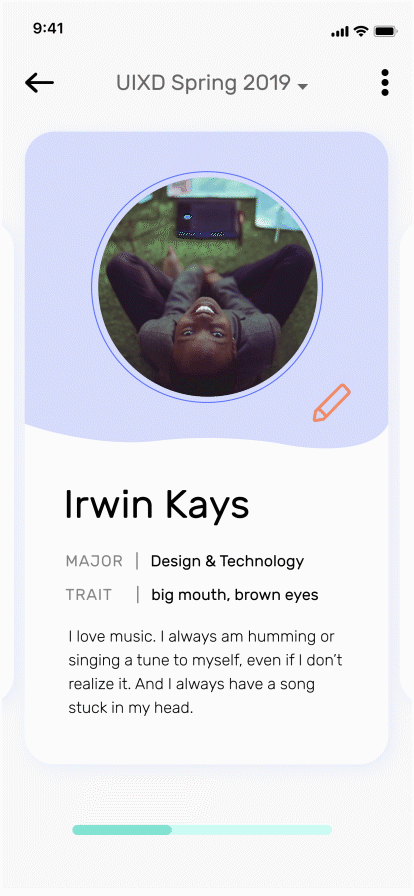 9:41
UIXD Spring 2019
Irwin Kays
MAJOR | Design & Technology
TRAIT | big mouth, brown eyes
I love music. I always am humming or
singing a tune to myself, even if I don't
realize it. And I always have a song
stuck in my head.